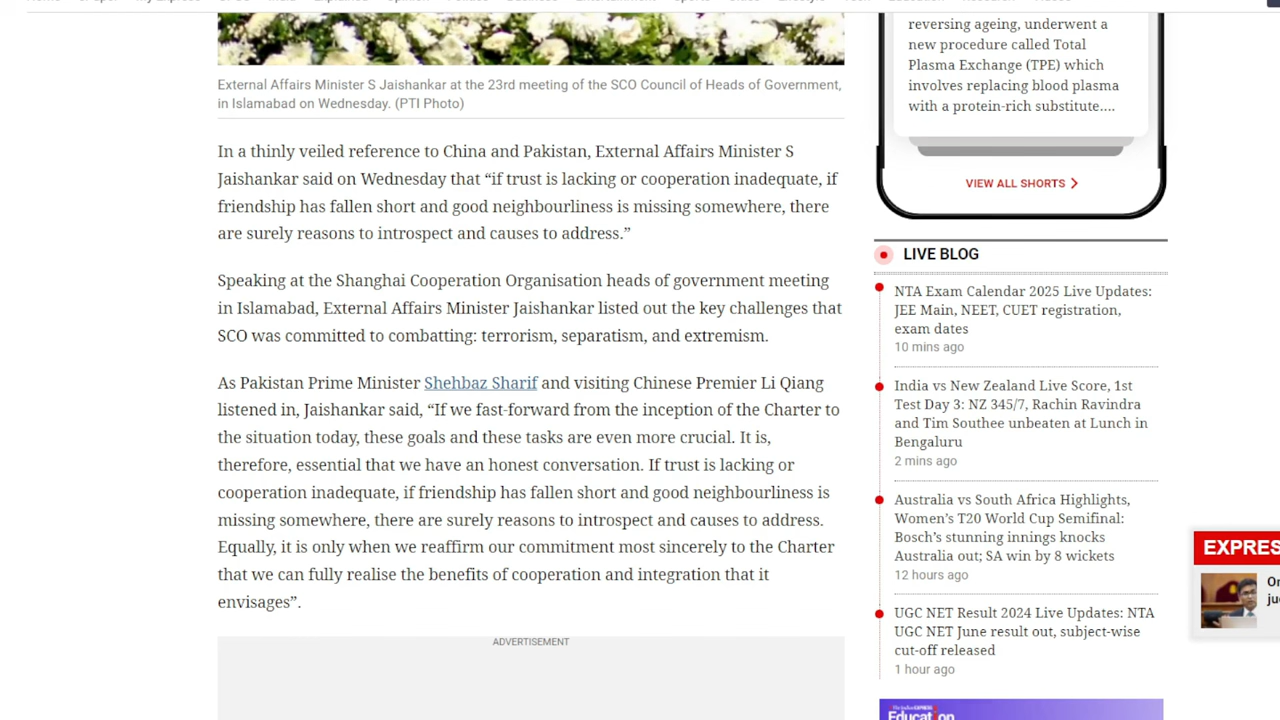 External Affairs Minister S Jaishankar at the 23rd meeting of the SCO Council of Heads of Government,
in Islamabad on Wednesday. (PTI Photo)
In a thinly veiled reference to China and Pakistan, External Affairs Minister S
Jaishankar said on Wednesday that “if trust is lacking or cooperation inadequate, if
friendship has fallen short and good neighbourliness is missing somewhere, there
are surely reasons to introspect and causes to address.”
Speaking at the Shanghai Cooperation Organisation heads of government meeting
in Islamabad, External Affairs Minister Jaishankar listed out the key challenges that
SCO was committed to combatting: terrorism, separatism, and extremism.
As Pakistan Prime Minister Shehbaz Sharif and visiting Chinese Premier Li Qiang
listened in, Jaishankar said, “If we fast-forward from the inception of the Charter to
the situation today, these goals and these tasks are even more crucial. It is,
therefore, essential that we have an honest conversation. If trust is lacking or
cooperation inadequate, if friendship has fallen short and good neighbourliness is
missing somewhere, there are surely reasons to introspect and causes to address.
Equally, it is only when we reaffirm our commitment most sincerely to the Charter
that we can fully realise the benefits of cooperation and integration that it
envisages”.
ADVERTISEMENT
reversing ageing, underwent a
new procedure called Total
Plasma Exchange (TPE) which
involves replacing blood plasma
with a protein-rich substitute....
VIEW ALL SHORTS
LIVE BLOG
NTA Exam Calendar 2025 Live Updates:
JEE Main, NEET, CUET registration,
exam dates
10 mins ago
India vs New Zealand Live Score, 1st
Test Day 3: NZ 345/7, Rachin Ravindra
and Tim Southee unbeaten at Lunch in
Bengaluru
2 mins ago
Australia vs South Africa Highlights,
Women’s T20 World Cup Semifinal:
Bosch’s stunning innings knocks
Australia out; SA win by 8 wickets
12 hours ago
UGC NET Result 2024 Live Updates: NTA
UGC NET June result out, subject-wise
cut-off released
1 hour ago
EXPRES